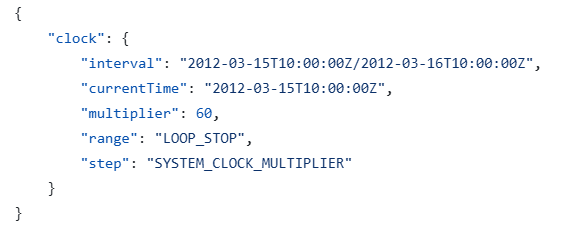 {
    "clock": {
        "interval": "2012-03-15T10:00:00Z/2012-03-16T10:00:00Z",
        "currentTime": "2012-03-15T10:00:00Z",
        "multiplier": 60,
        "range": "LOOP_STOP",
        "step": "SYSTEM_CLOCK_MULTIPLIER"
    }
}